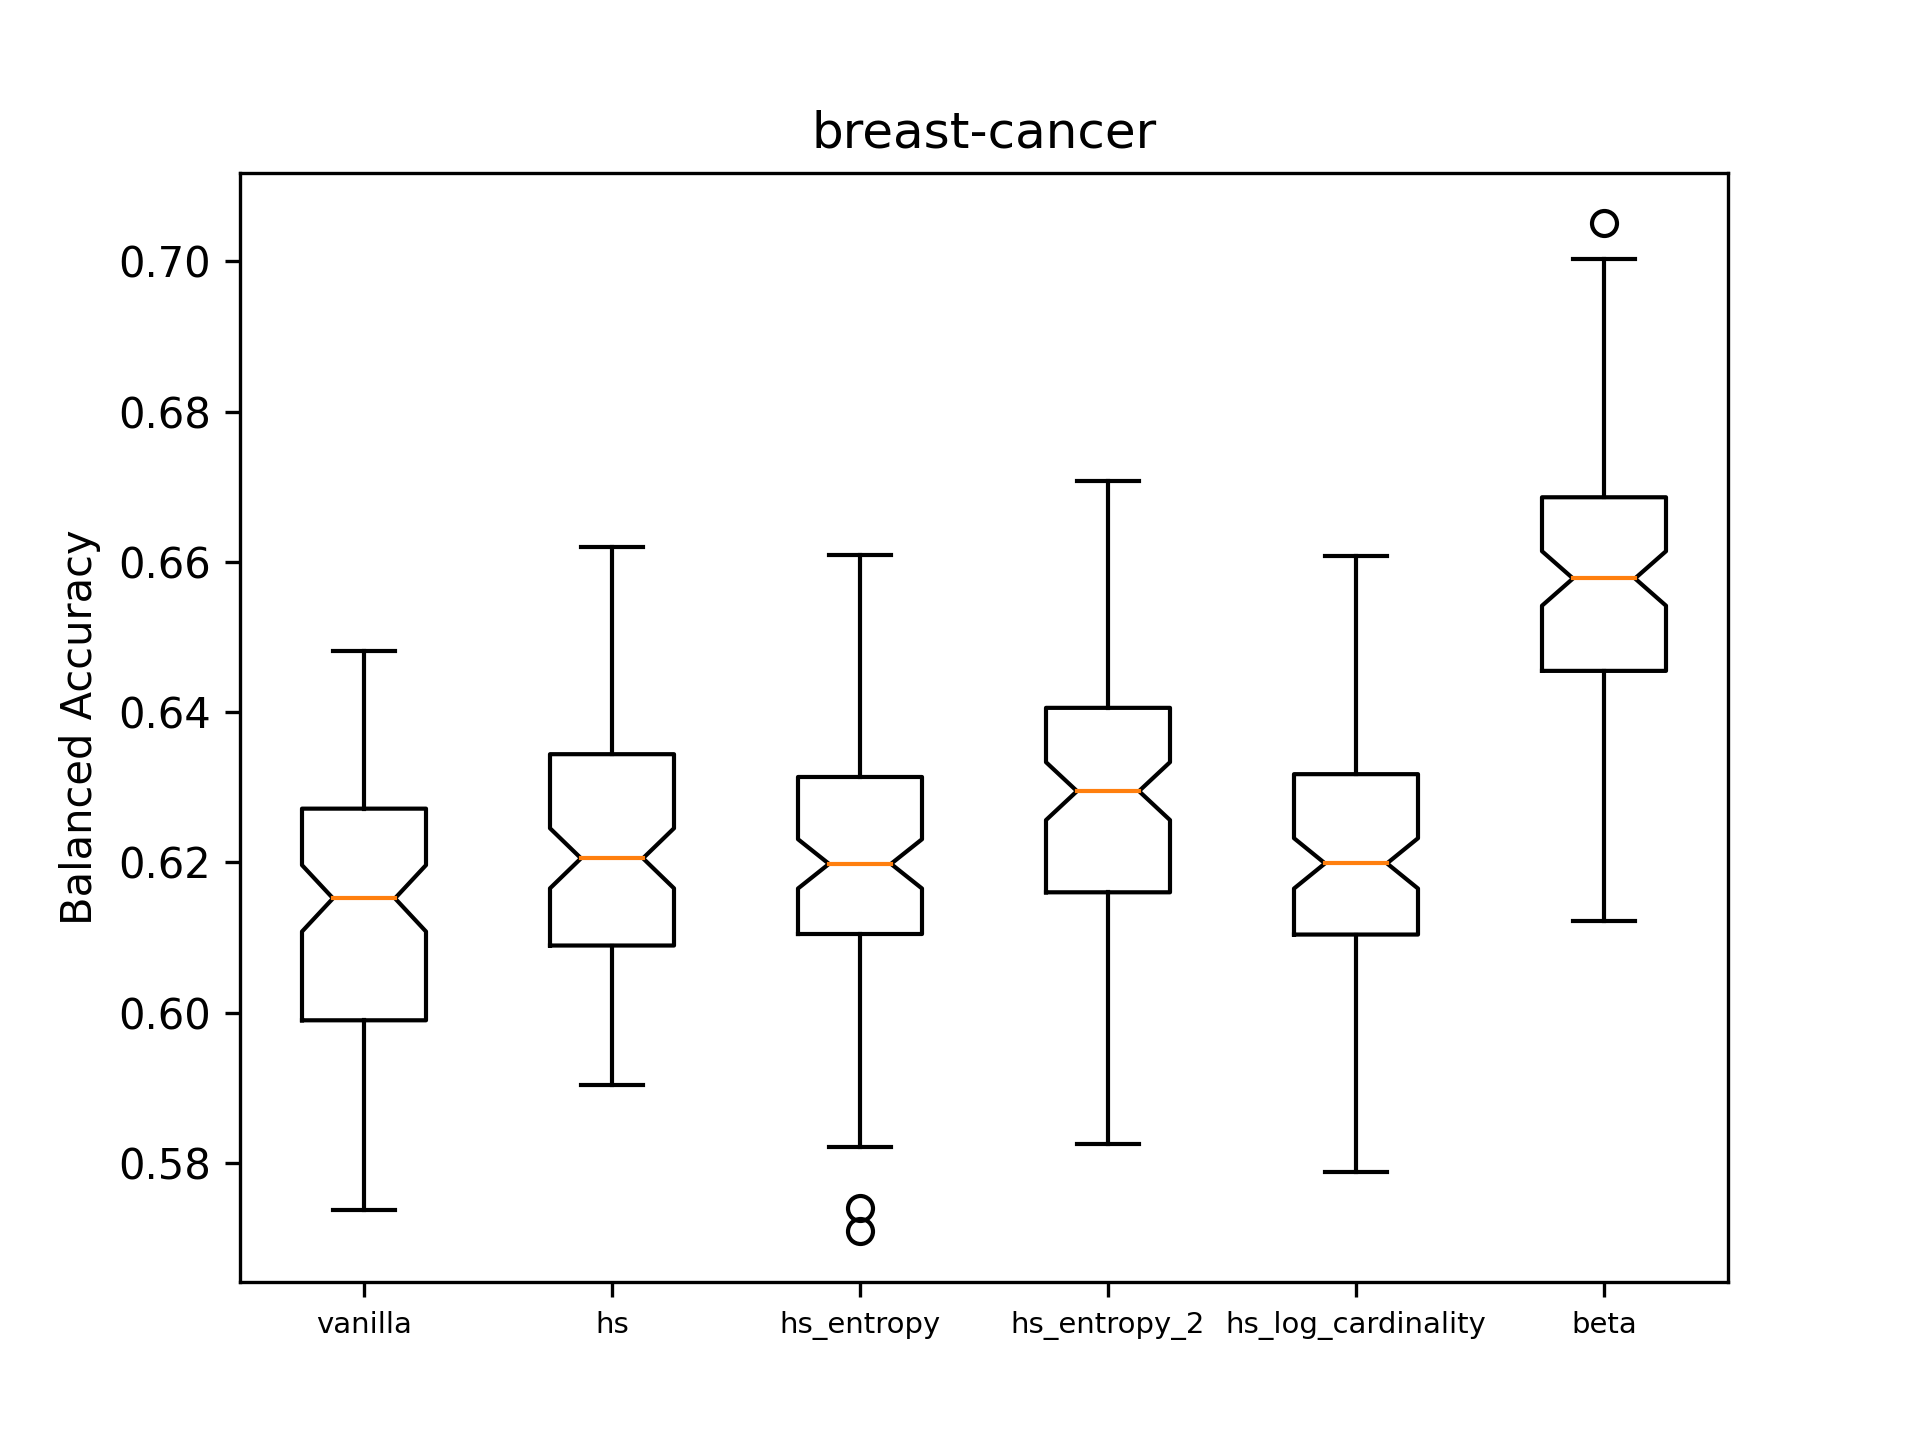 breast-cancer
Balanced Accuracy
0.70
0.68
0.66
0.64
0.62
0.60
0.58
vanilla hs hs_entropy hs_entropy_2 hs_log_cardinality beta